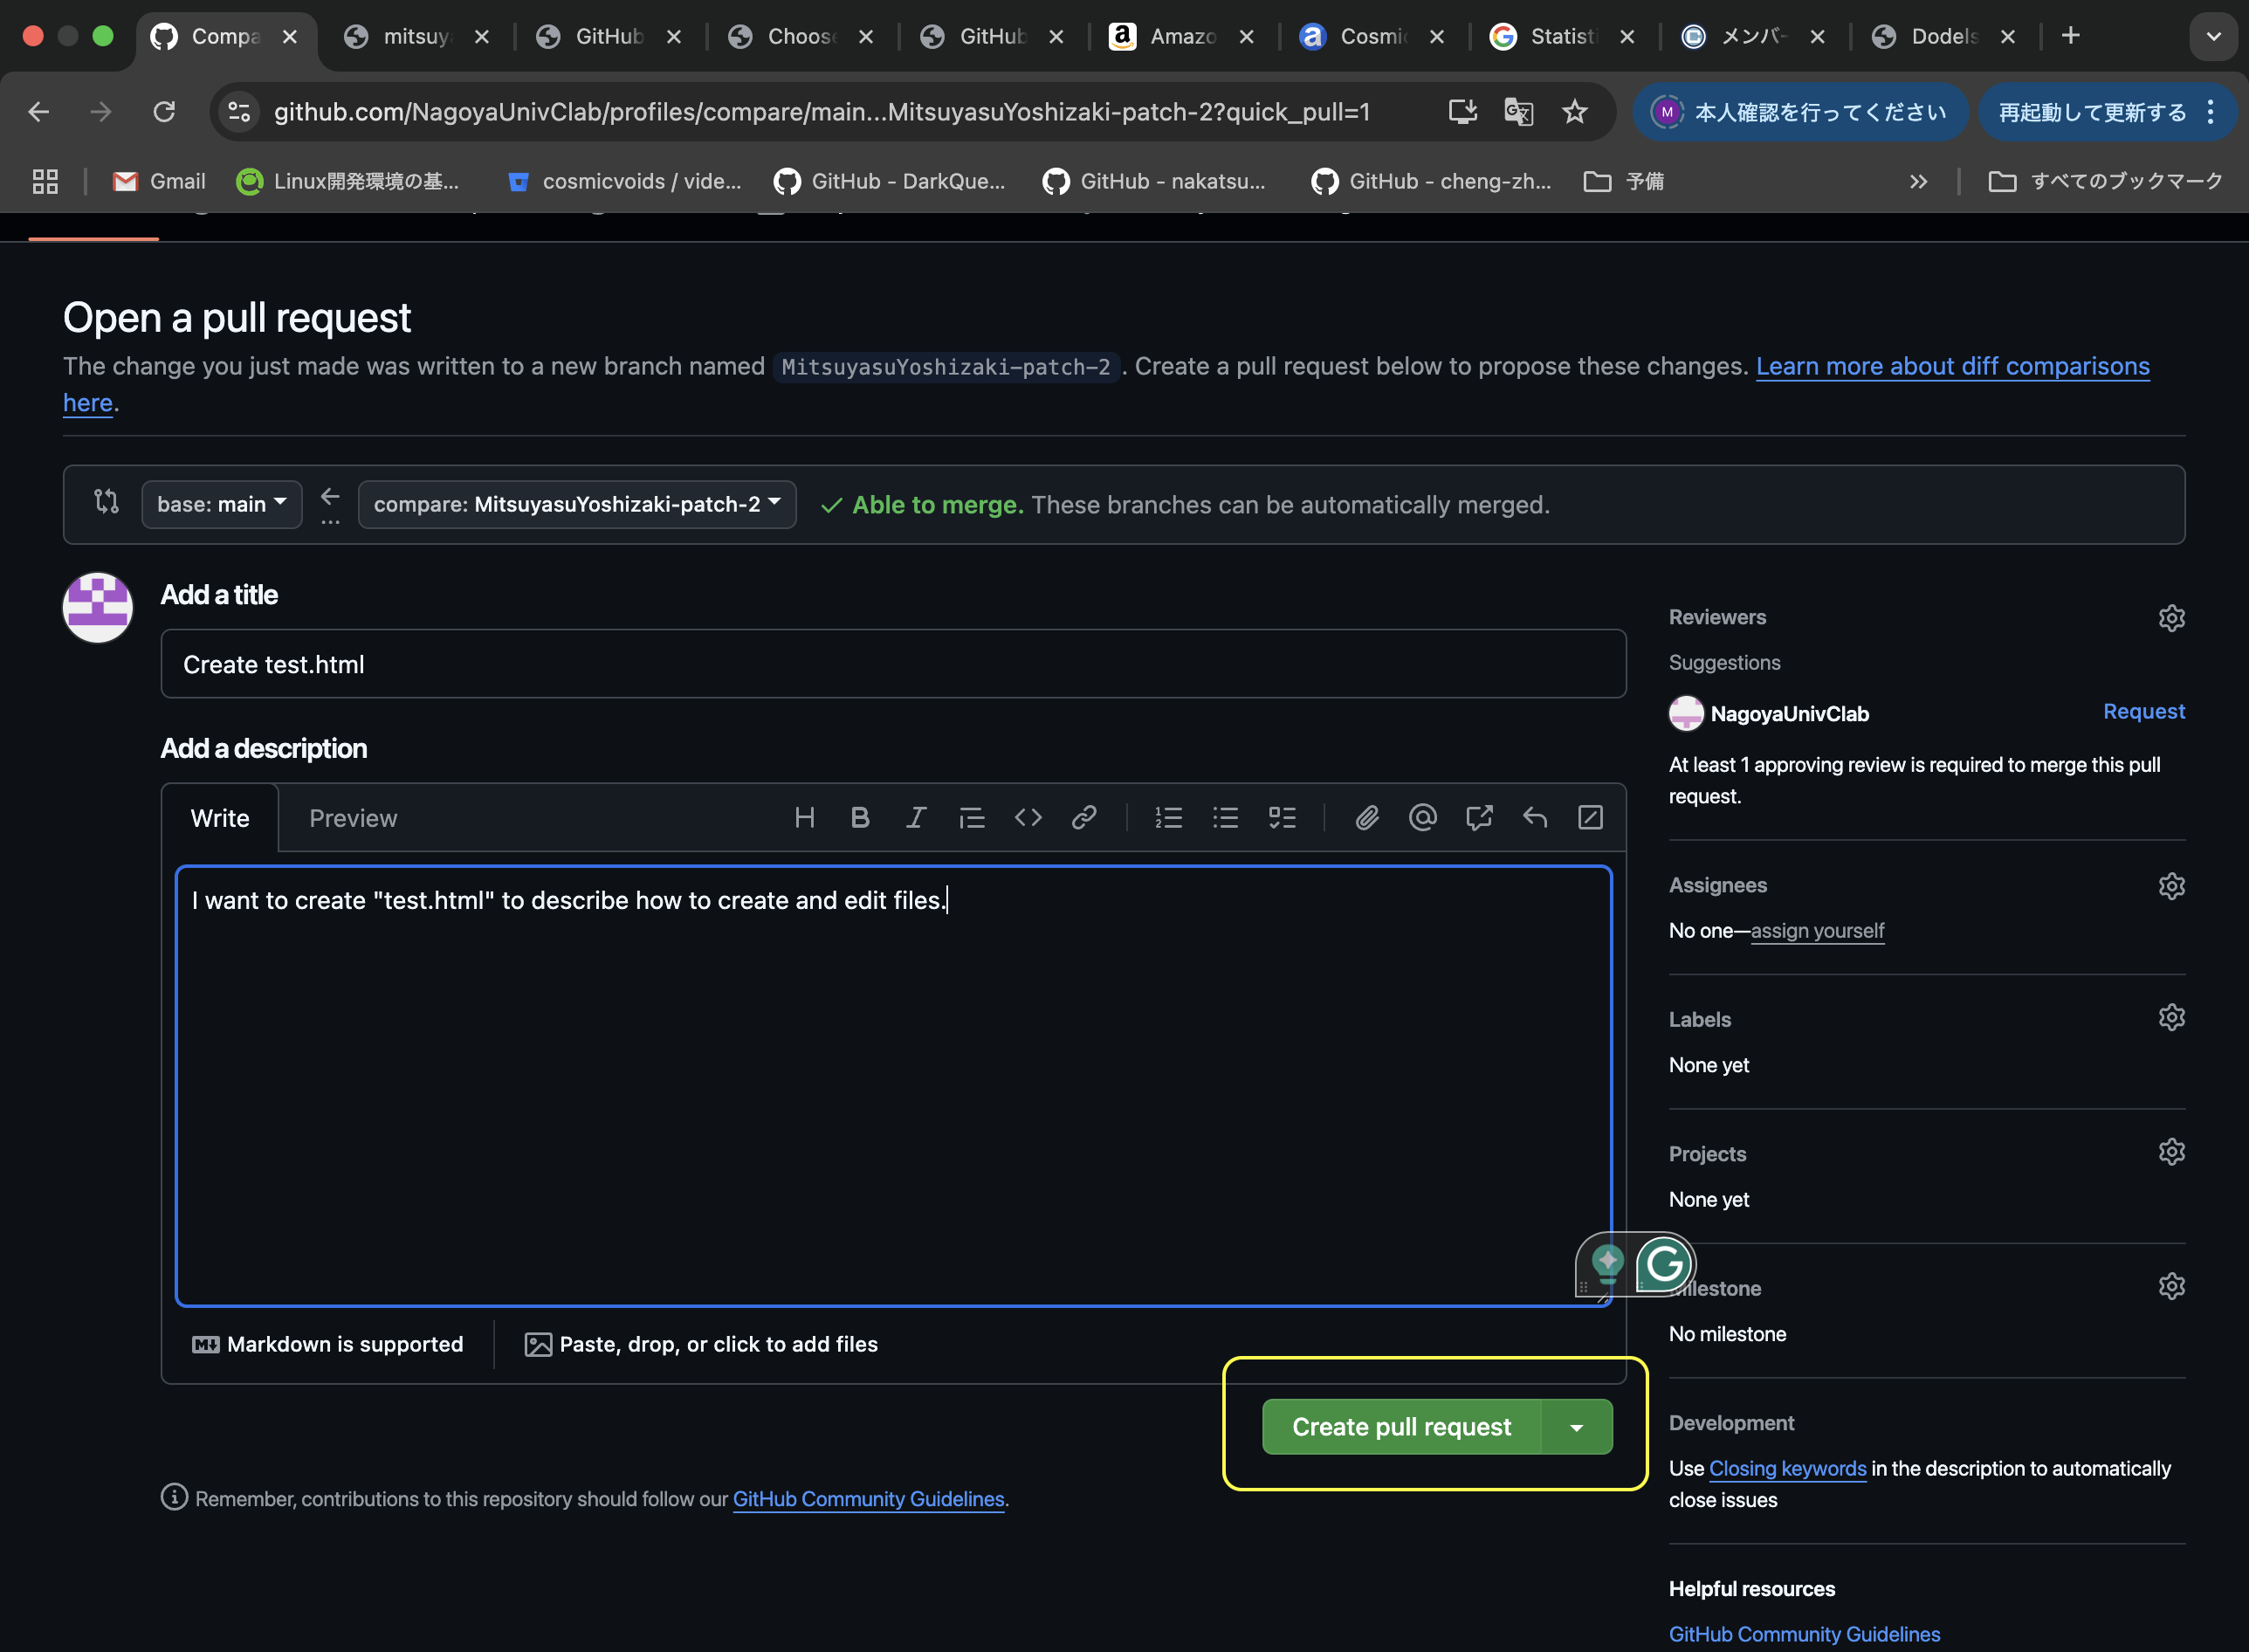 Compa
mitsuy
GitHub
Choose
GitHub
Amazo
Cosmic
Statisti
メンバー
Dodels
github.com/NagoyaUnivClab/profiles/compare/main...MitsuyasuYoshizaki-patch-2?quick_pull=1
M 本人確認を行ってください
再起動して更新する
Gmail
Linux開発環境の基...
cosmicvoids / vide...
GitHub - DarkQue...
GitHub - nakatsu...
GitHub - cheng-zh...
予備
すべてのブックマーク
Open a pull request
The change you just made was written to a new branch named MitsuyasuYoshizaki-patch-2 . Create a pull request below to propose these changes. Learn more about diff comparisons
here.
base: main
compare: MitsuyasuYoshizaki-patch-2
Able to merge. These branches can be automatically merged.
Add a title
Create test.html
Add a description
Write
Preview
I want to create "test.html" to describe how to create and edit files.
Markdown is supported
Paste, drop, or click to add files
Create pull request
Remember, contributions to this repository should follow our GitHub Community Guidelines.
Reviewers
Suggestions
NagoyaUnivClab
Request
At least 1 approving review is required to merge this pull
request.
Assignees
No one—assign yourself
Labels
None yet
Projects
None yet
Milestone
No milestone
Development
Use Closing keywords in the description to automatically
close issues
Helpful resources
GitHub Community Guidelines